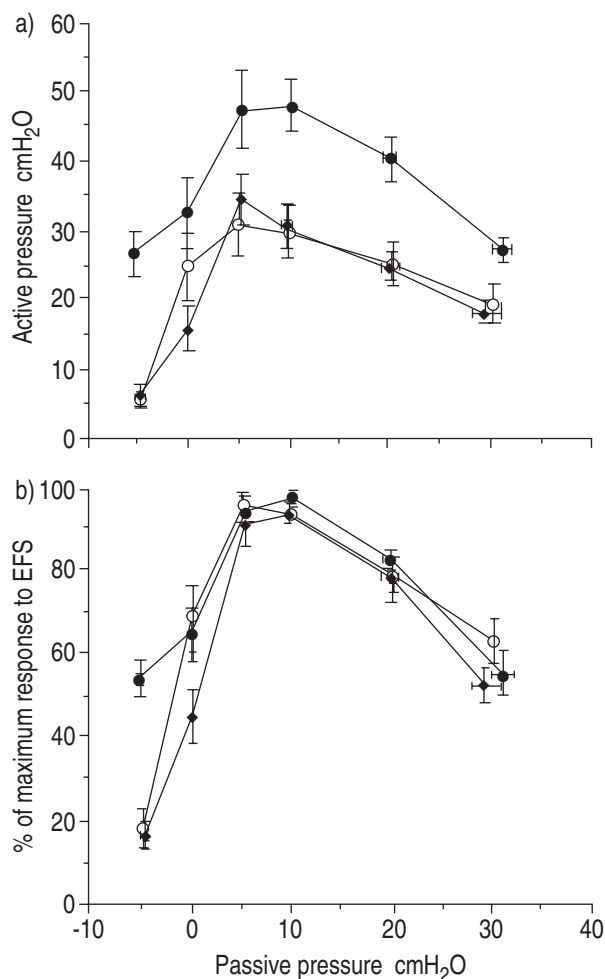 a)
60
50
40
30
20
10
0
Active pressure cmH₂O
b)
100
80
60
40
20
0
% of maximum response to EFS
-10 0 10 20 30 40
Passive pressure cmH₂O